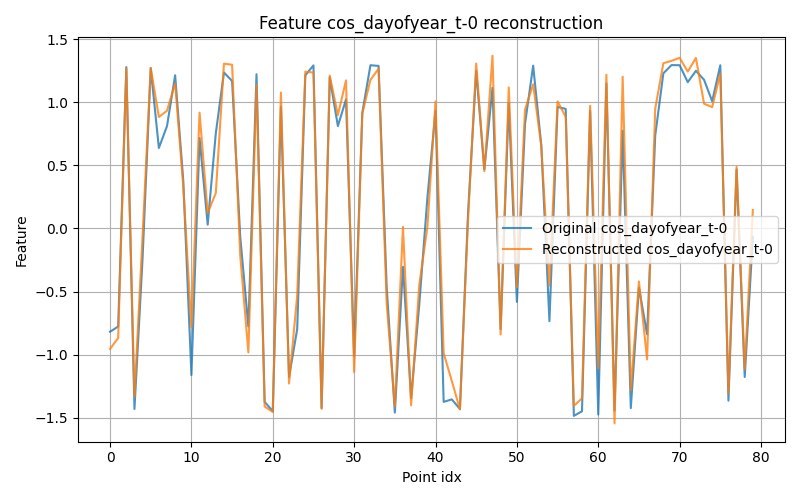 Feature cos_dayofyear_t-0 reconstruction
1.5
1.0
0.5
0.0
−0.5
−1.0
−1.5
Feature
Original cos_dayofyear_t-0
Reconstructed cos_dayofyear_t-0
0 10 20 30 40 50 60 70 80
Point idx